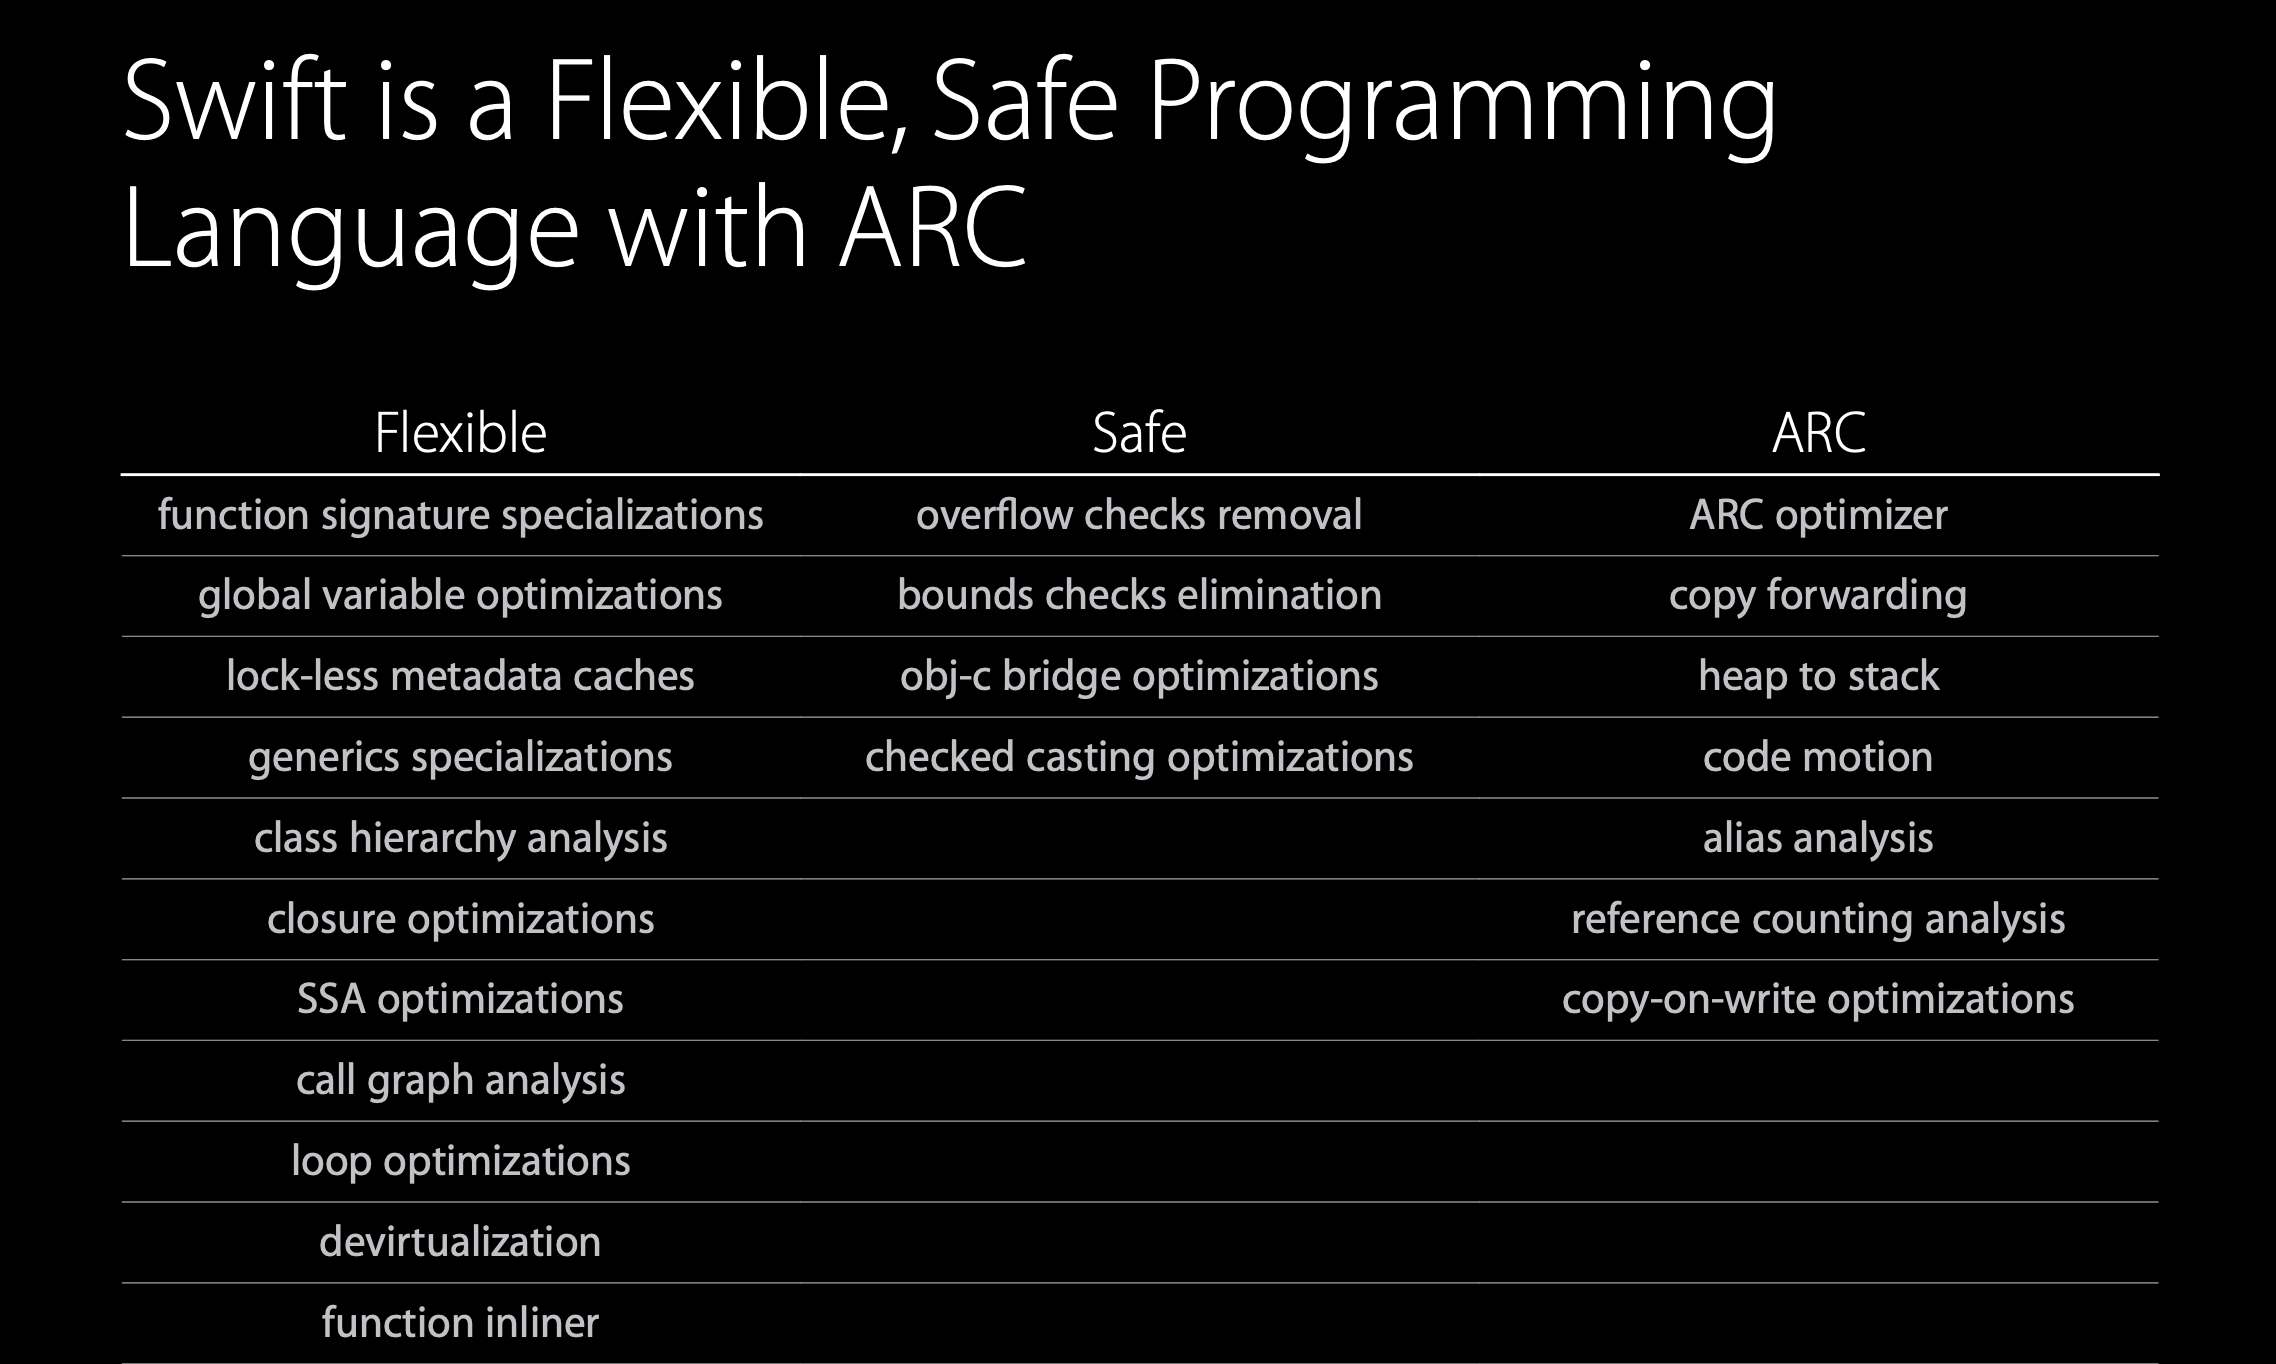 Swift is a Flexible, Safe Programming
Language with ARC
Flexible Safe ARC
function signature specializations overflow checks removal ARC optimizer
global variable optimizations bounds checks elimination copy forwarding
lock-less metadata caches obj-c bridge optimizations heap to stack
generics specializations checked casting optimizations code motion
class hierarchy analysis alias analysis
closure optimizations reference counting analysis
SSA optimizations copy-on-write optimizations
call graph analysis
loop optimizations
devirtualization
function inliner